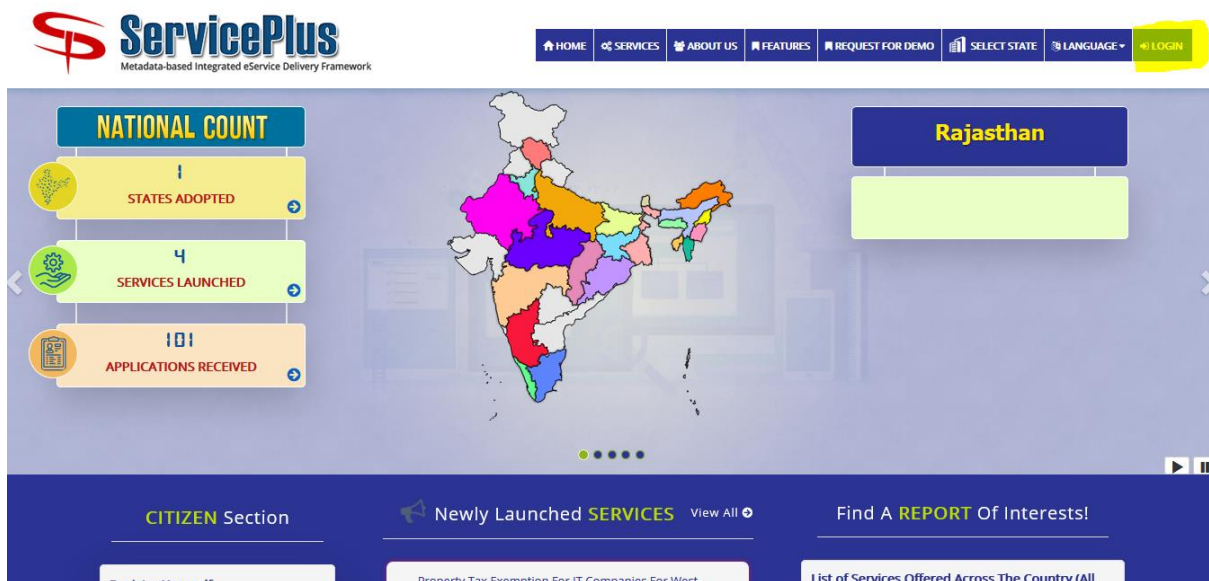 ServicePlus
Metadata-based Integrated eService Delivery Framework
HOME SERVICES ABOUT US FEATURES REQUEST FOR DEMO SELECT STATE LANGUAGE LOGIN
NATIONAL COUNT
1
STATES ADOPTED
4
SERVICES LAUNCHED
101
APPLICATIONS RECEIVED
Rajasthan
CITIZEN Section
Newly Launched SERVICES View All
Find A REPORT Of Interests!
Property Tax Exemption For IT Companies For West
List of Services Offered Across The Country (All